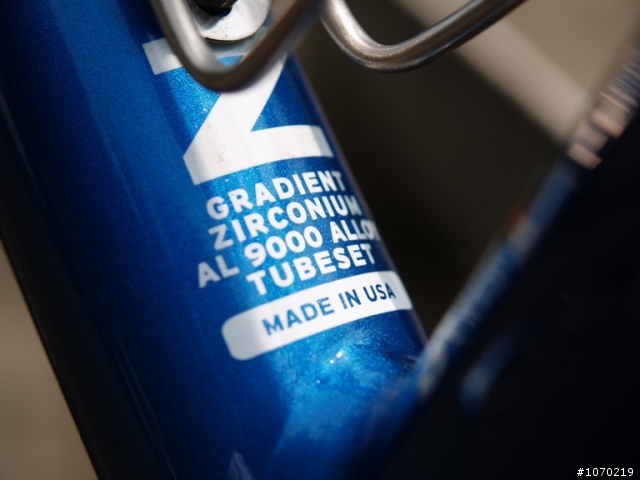 Z
GRADIENT
ZIRCONIUM
AL 9000 ALLOY
TUBESET
MADE IN USA
#1070219